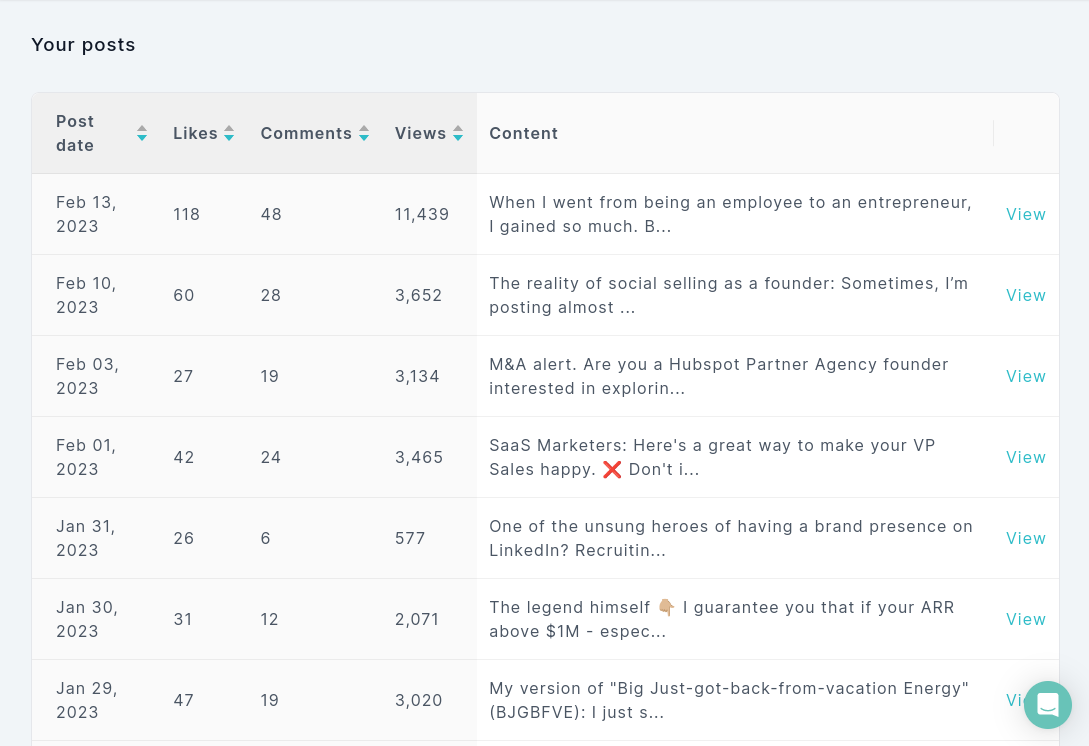 Your posts
Post
date
Likes
Comments
Views
Content
Feb 13,
2023
118
48
11,439
When I went from being an employee to an entrepreneur,
I gained so much. B...
View
Feb 10,
2023
60
28
3,652
The reality of social selling as a founder: Sometimes, I’m
posting almost ...
View
Feb 03,
2023
27
19
3,134
M&A alert. Are you a Hubspot Partner Agency founder
interested in explorin...
View
Feb 01,
2023
42
24
3,465
SaaS Marketers: Here's a great way to make your VP
Sales happy. ❌ Don't i...
View
Jan 31,
2023
26
6
577
One of the unsung heroes of having a brand presence on
LinkedIn? Recruitin...
View
Jan 30,
2023
31
12
2,071
The legend himself 👇🏼 I guarantee you that if your ARR
above $1M - espec...
View
Jan 29,
2023
47
19
3,020
My version of "Big Just-got-back-from-vacation Energy"
(BJGBFVE): I just s...